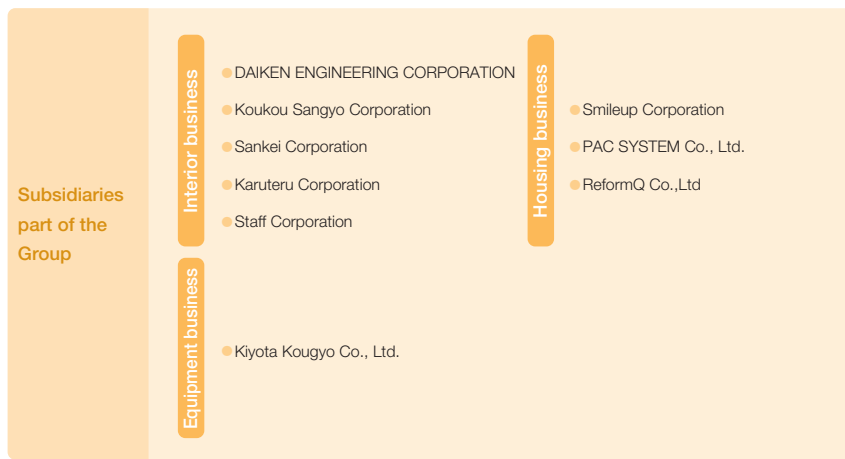 Subsidiaries
part of the
Group
Interior business
DAIKEN ENGINEERING CORPORATION
Koukou Sangyo Corporation
Sankei Corporation
Karuteru Corporation
Staff Corporation
Housing business
Smileup Corporation
PAC SYSTEM Co., Ltd.
ReformQ Co.,Ltd
Equipment business
Kiyota Kougyo Co., Ltd.